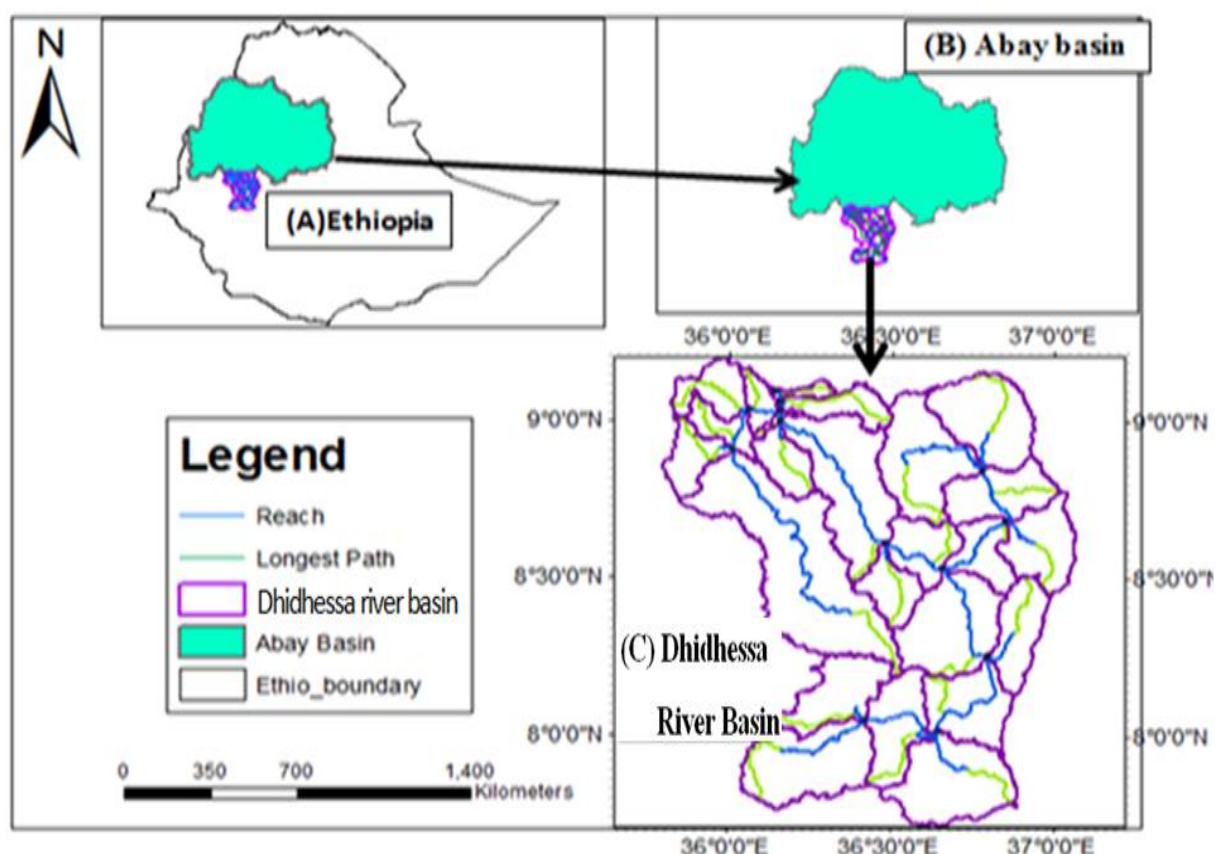 N
(A)Ethiopia
(B) Abay basin
36°0'0"E 36°30'0"E 37°0'0"E
9°0'0"N 9°0'0"N
8°30'0"N 8°30'0"N
8°0'0"N 8°0'0"N
(C) Dhidhessa
River Basin
36°0'0"E 36°30'0"E 37°0'0"E
Legend
Reach
Longest Path
Dhidhessa river basin
Abay Basin
Ethio_boundary
0 350 700 1,400
Kilometers